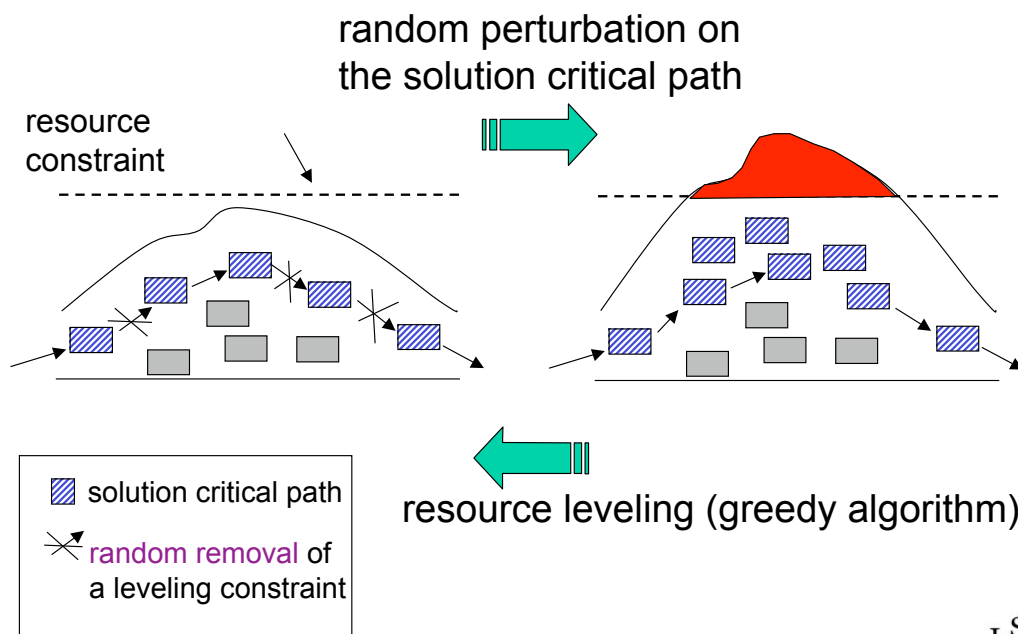 random perturbation on
the solution critical path
resource
constraint
resource leveling (greedy algorithm)
solution critical path
random removal of
a leveling constraint